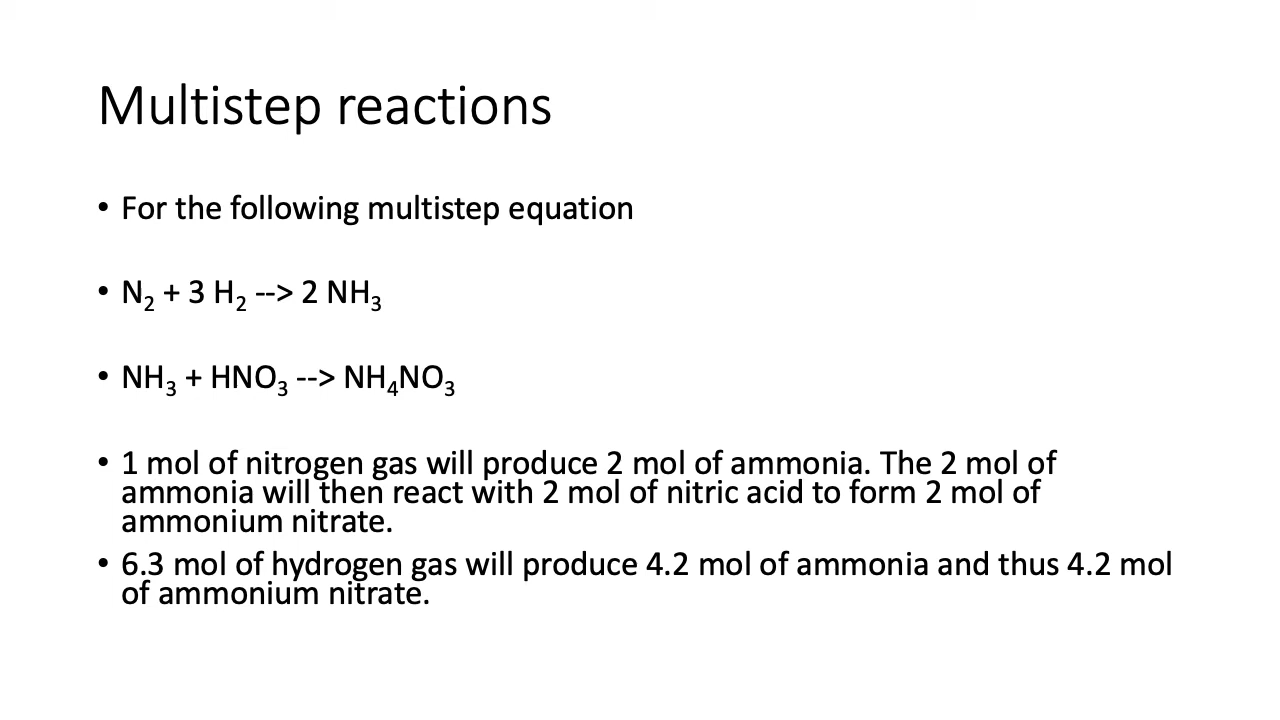 Multistep reactions
• For the following multistep equation
• N₂ + 3 H₂ --> 2 NH₃
• NH₃ + HNO₃ --> NH₄NO₃
• 1 mol of nitrogen gas will produce 2 mol of ammonia. The 2 mol of
ammonia will then react with 2 mol of nitric acid to form 2 mol of
ammonium nitrate.
• 6.3 mol of hydrogen gas will produce 4.2 mol of ammonia and thus 4.2 mol
of ammonium nitrate.